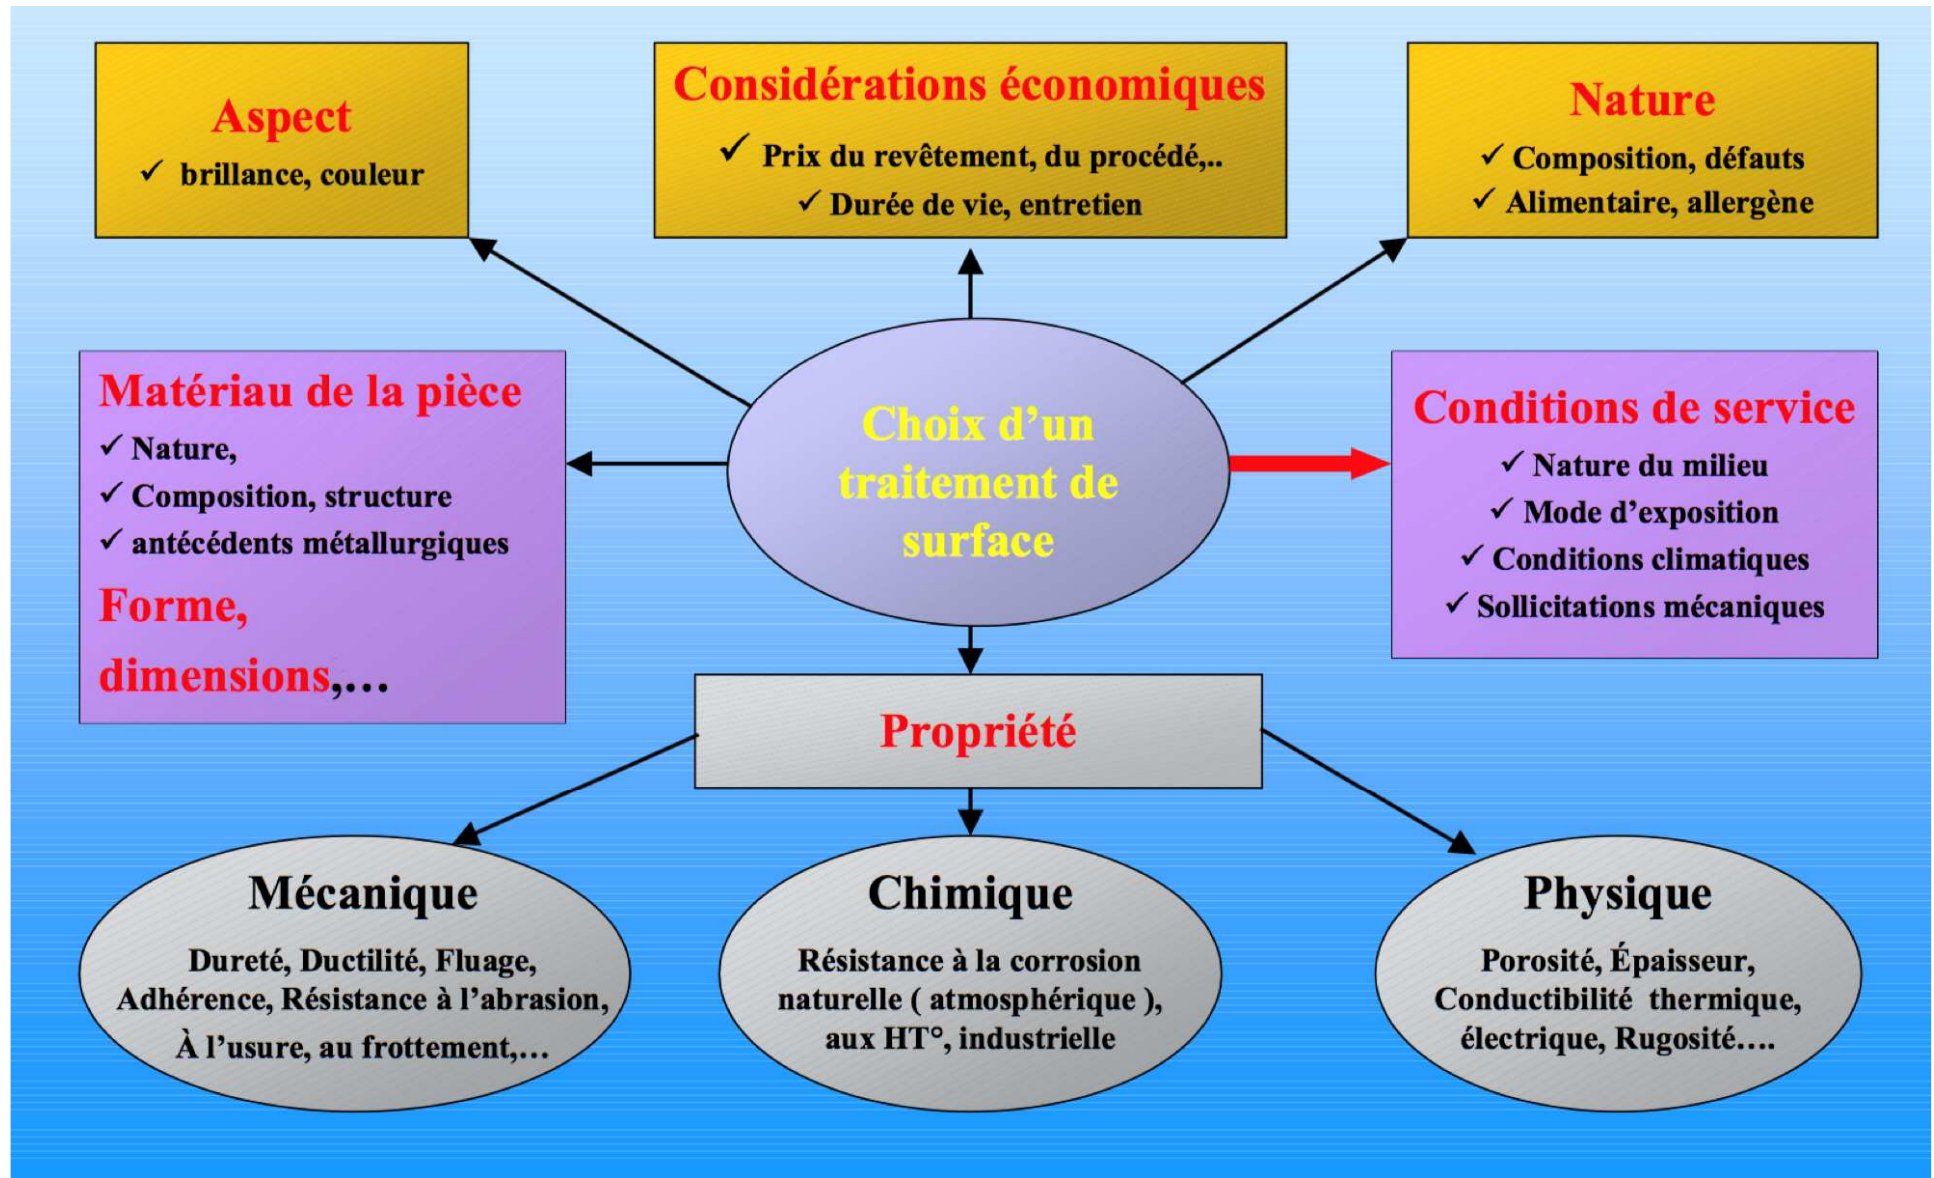 Aspect
✓ brillance, couleur
Considérations économiques
✓ Prix du revêtement, du procédé,..
✓ Durée de vie, entretien
Nature
✓ Composition, défauts
✓ Alimentaire, allergène
Matériau de la pièce
✓ Nature,
✓ Composition, structure
✓ antécédents métallurgiques
Forme,
dimensions,…
Choix d’un
traitement de
surface
Conditions de service
✓ Nature du milieu
✓ Mode d’exposition
✓ Conditions climatiques
✓ Sollicitations mécaniques
Propriété
Mécanique
Dureté, Ductilité, Fluage,
Adhérence, Résistance à l’abrasion,
À l’usure, au frottement,…
Chimique
Résistance à la corrosion
naturelle ( atmosphérique ),
aux HT°, industrielle
Physique
Porosité, Épaisseur,
Conductibilité thermique,
électrique, Rugosité….